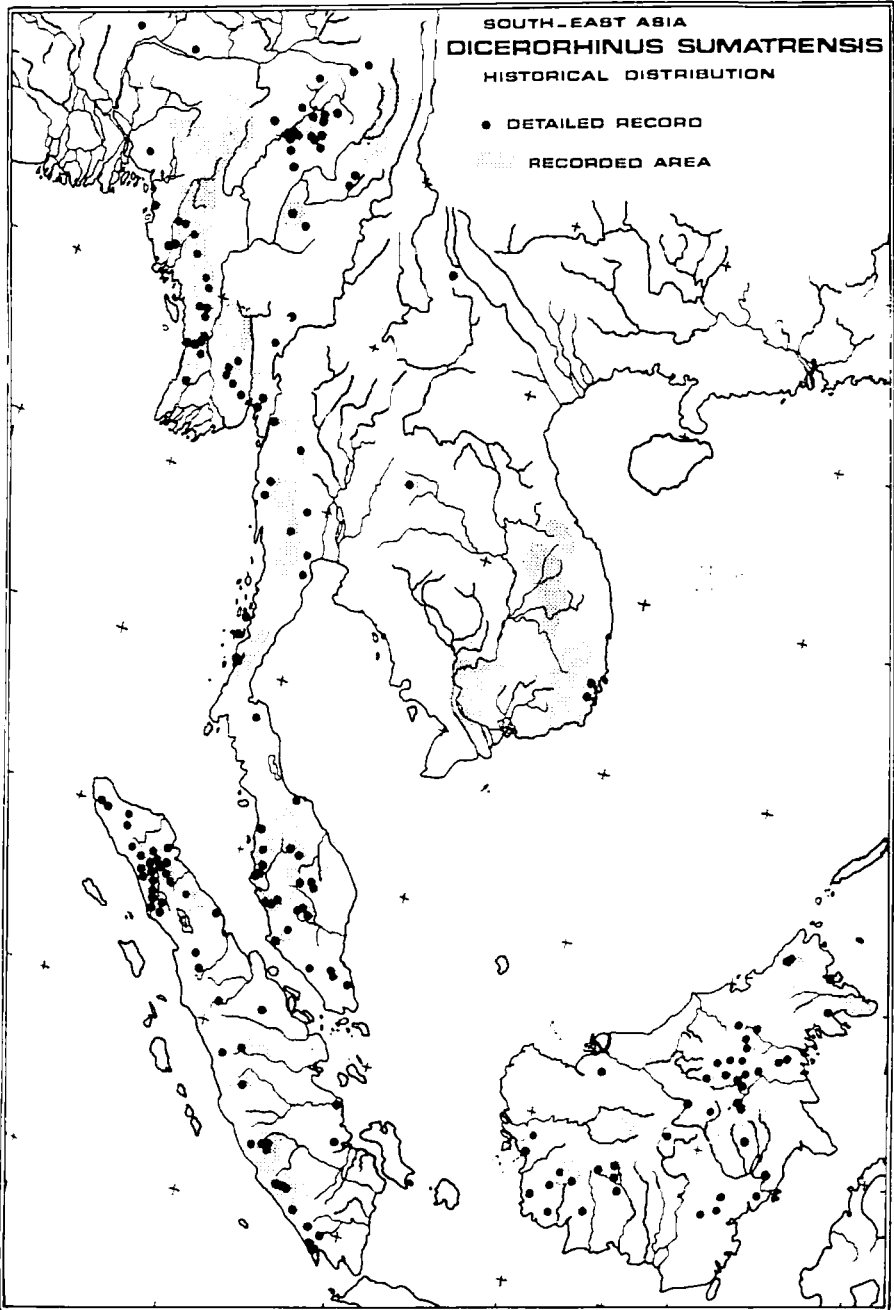 SOUTH-EAST ASIA
DICERORHINUS SUMATRENSIS
HISTORICAL DISTRIBUTION
DETAILED RECORD
RECORDED AREA